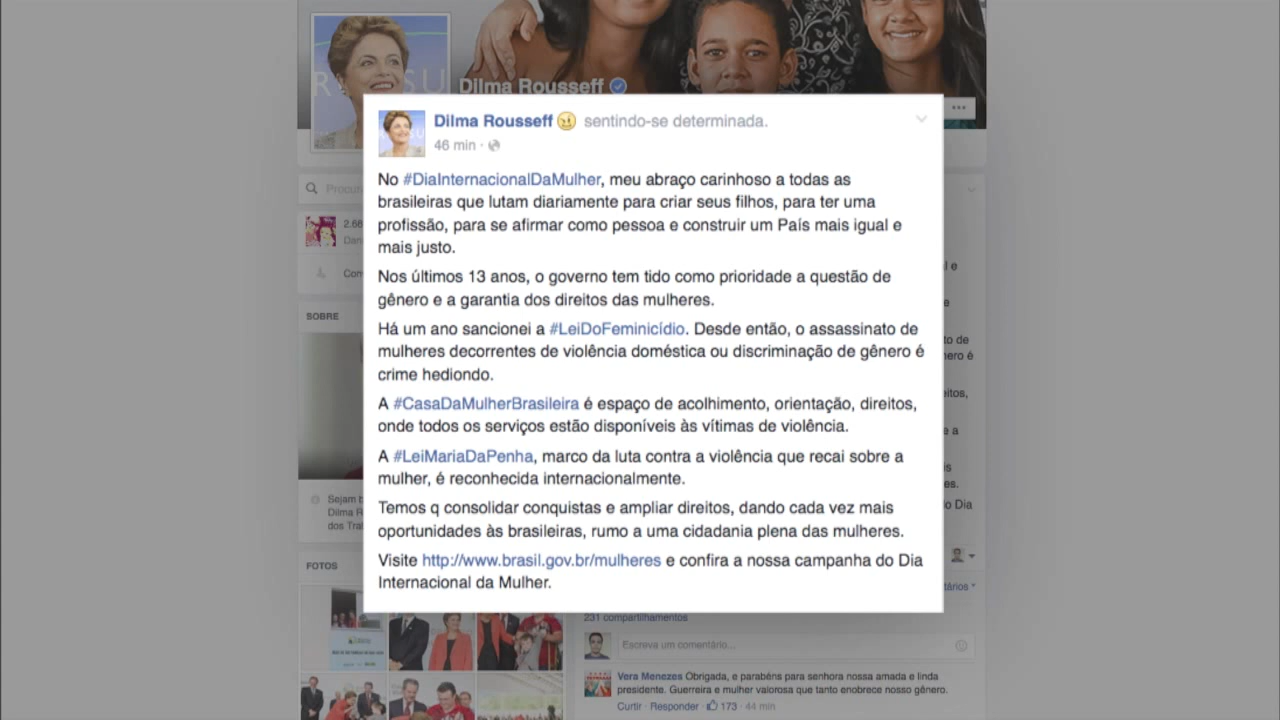 Dilma Rousseff
Dilma Rousseff sentindo-se determinada.
46 min
No #DiaInternacionalDaMulher, meu abraço carinhoso a todas as
brasileiras que lutam diariamente para criar seus filhos, para ter uma
profissão, para se afirmar como pessoa e construir um País mais igual e
mais justo.
Nos últimos 13 anos, o governo tem tido como prioridade a questão de
gênero e a garantia dos direitos das mulheres.
Há um ano sancionei a #LeiDoFeminicídio. Desde então, o assassinato de
mulheres decorrentes de violência doméstica ou discriminação de gênero é
crime hediondo.
A #CasaDaMulherBrasileira é espaço de acolhimento, orientação, direitos,
onde todos os serviços estão disponíveis às vítimas de violência.
A #LeiMariaDaPenha, marco da luta contra a violência que recai sobre a
mulher, é reconhecida internacionalmente.
Temos q consolidar conquistas e ampliar direitos, dando cada vez mais
oportunidades às brasileiras, rumo a uma cidadania plena das mulheres.
Visite http://www.brasil.gov.br/mulheres e confira a nossa campanha do Dia
Internacional da Mulher.
SOBRE
Dilma R
dos Tra
FOTOS
231 compartilhamentos
Escreva um comentário...
Vera Menezes Obrigada, e parabéns para senhora nossa amada e linda
presidente. Guerreira e mulher valorosa que tanto enobrece nosso gênero.
Curtir · Responder · 173 · 44 min